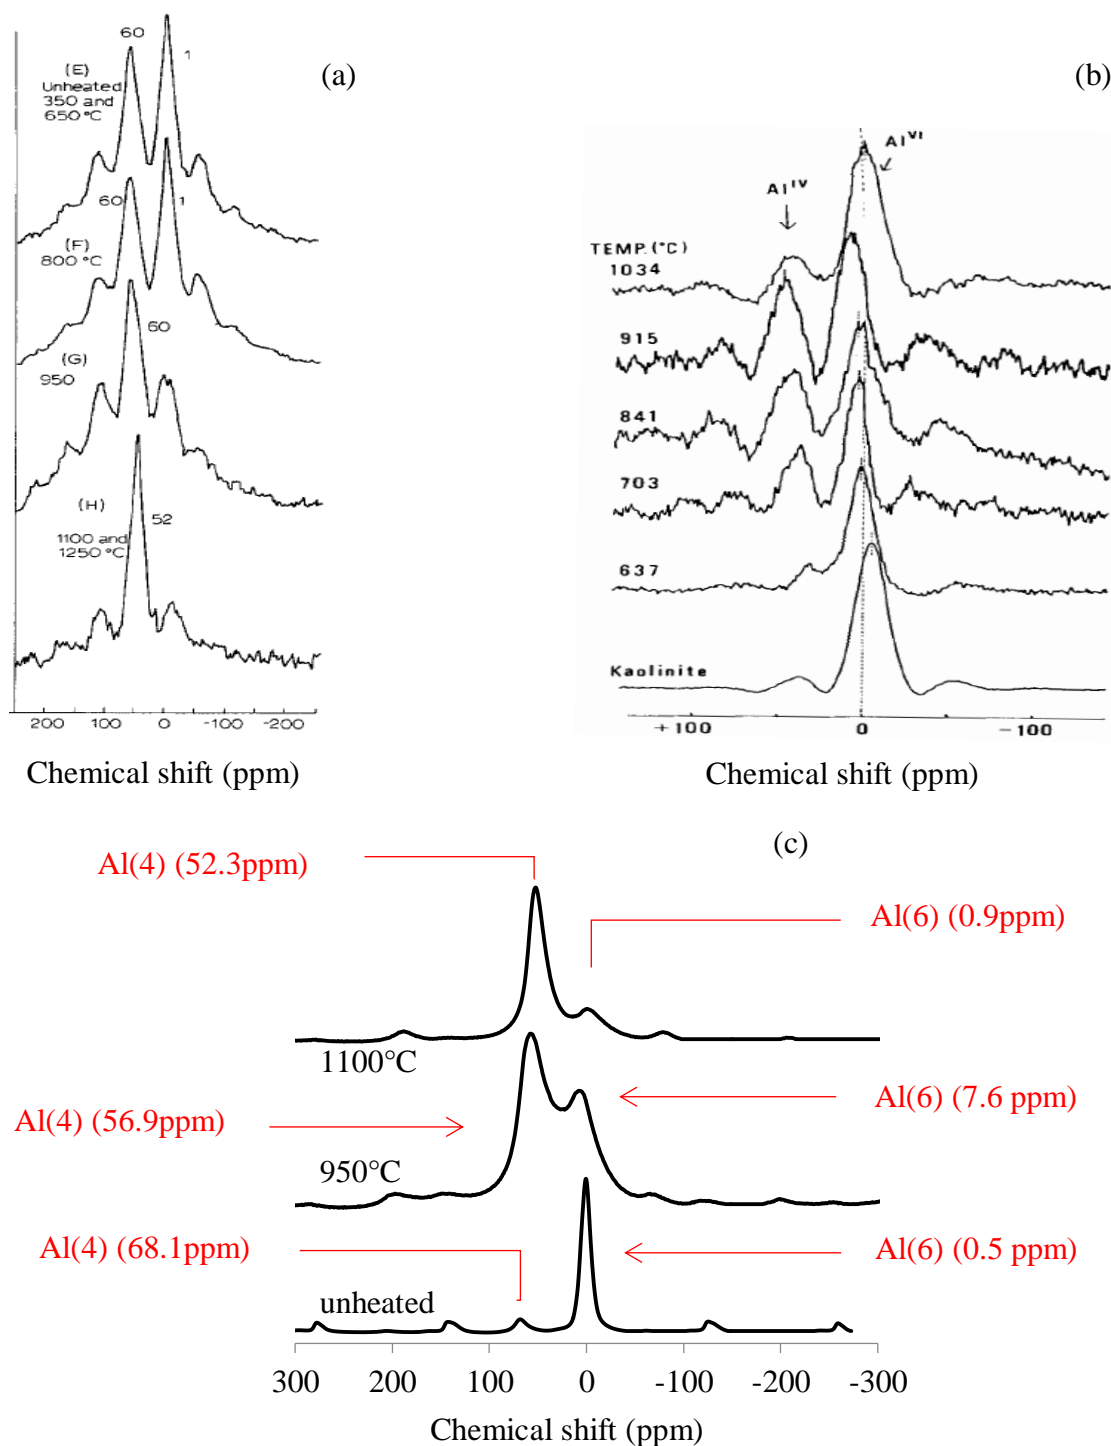 (a)
60
1
(E)
Unheated,
350 and
650 °C
60
1
(F)
800 °C
60
(G)
950
(H)
52
1100 and
1250 °C
200 100 0 -100 -200
Chemical shift (ppm)
(b)
Al^VI
Al^IV
TEMP. (°C)
1034
915
841
703
637
Kaolinite
+100 0 -100
Chemical shift (ppm)
(c)
Al(4) (52.3ppm)
Al(6) (0.9ppm)
1100°C
Al(4) (56.9ppm)
Al(6) (7.6 ppm)
950°C
Al(4) (68.1ppm)
Al(6) (0.5 ppm)
unheated
300 200 100 0 -100 -200 -300
Chemical shift (ppm)